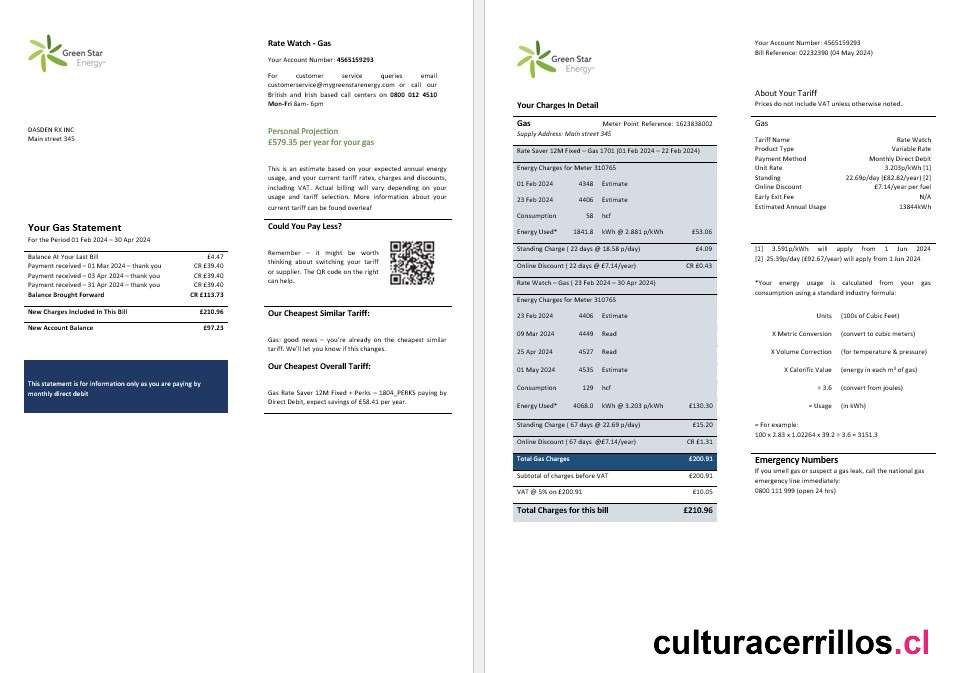 Green Star
Energy
DASDEN RX INC
Main street 345
Your Gas Statement
For the Period 01 Feb 2024 – 30 Apr 2024
Balance At Your Last Bill £4.47
Payment received – 01 Mar 2024 – thank you CR £39.40
Payment received – 03 Apr 2024 – thank you CR £39.40
Payment received – 31 Apr 2024 – thank you CR £39.40
Balance Brought Forward CR £113.73
New Charges Included In This Bill £210.96
New Account Balance £97.23
This statement is for information only as you are paying by
monthly direct debit
Rate Watch - Gas
Your Account Number: 4565159293
For customer service queries email
customerservice@mygreenstarenergy.com or call our
British and Irish based call centers on 0800 012 4510
Mon-Fri 8am- 6pm
Personal Projection
£579.35 per year for your gas
This is an estimate based on your expected annual energy
usage, and your current tariff rates, charges and discounts,
including VAT. Actual billing will vary depending on your
usage and tariff selection. More information about your
current tariff can be found overleaf
Could You Pay Less?
Remember – it might be worth
thinking about switching your tariff
or supplier. The QR code on the right
can help.
Our Cheapest Similar Tariff:
Gas: good news – you're already on the cheapest similar
tariff. We'll let you know if this changes.
Our Cheapest Overall Tariff:
Gas Rate Saver 12M Fixed + Perks – 1804_PERKS paying by
Direct Debit, expect savings of £58.41 per year.
Green Star
Energy
Your Charges In Detail
Gas Meter Point Reference: 1623838002
Supply Address: Main street 345
Rate Saver 12M Fixed – Gas 1701 (01 Feb 2024 – 22 Feb 2024)
Energy Charges for Meter 310765
01 Feb 2024 4348 Estimate
23 Feb 2024 4406 Estimate
Consumption 58 hcf
Energy Used* 1841.8 kWh @ 2.881 p/kWh £53.06
Standing Charge ( 22 days @ 18.58 p/day) £4.09
Online Discount ( 22 days @ £7.14/year) CR £0.43
Rate Watch – Gas ( 23 Feb 2024 – 30 Apr 2024)
Energy Charges for Meter 310765
23 Feb 2024 4406 Estimate
09 Mar 2024 4449 Read
25 Apr 2024 4527 Read
01 May 2024 4535 Estimate
Consumption 129 hcf
Energy Used* 4068.0 kWh @ 3.203 p/kWh £130.30
Standing Charge ( 67 days @ 22.69 p/day) £15.20
Online Discount ( 67 days @£7.14/year) CR £1.31
Total Gas Charges £200.91
Subtotal of charges before VAT £200.91
VAT @ 5% on £200.91 £10.05
Total Charges for this bill £210.96
Your Account Number: 4565159293
Bill Reference: 02232390 (04 May 2024)
About Your Tariff
Prices do not include VAT unless otherwise noted.
Gas
Tariff Name Rate Watch
Product Type Variable Rate
Payment Method Monthly Direct Debit
Unit Rate 3.203p/kWh [1]
Standing 22.69p/day (£82.82/year) [2]
Online Discount £7.14/year per fuel
Early Exit Fee N/A
Estimated Annual Usage 13844kWh
[1] 3.591p/kWh will apply from 1 Jun 2024
[2] 25.39p/day (£92.67/year) will apply from 1 Jun 2024
*Your energy usage is calculated from your gas
consumption using a standard industry formula:
Units (100s of Cubic Feet)
X Metric Conversion (convert to cubic meters)
X Volume Correction (for temperature & pressure)
X Calorific Value (energy in each m³ of gas)
÷ 3.6 (convert from joules)
= Usage (in kWh)
= For example:
100 x 2.83 x 1.02264 x 39.2 ÷ 3.6 = 3151.3
Emergency Numbers
If you smell gas or suspect a gas leak, call the national gas
emergency line immediately:
0800 111 999 (open 24 hrs)
culturacerrillos.cl